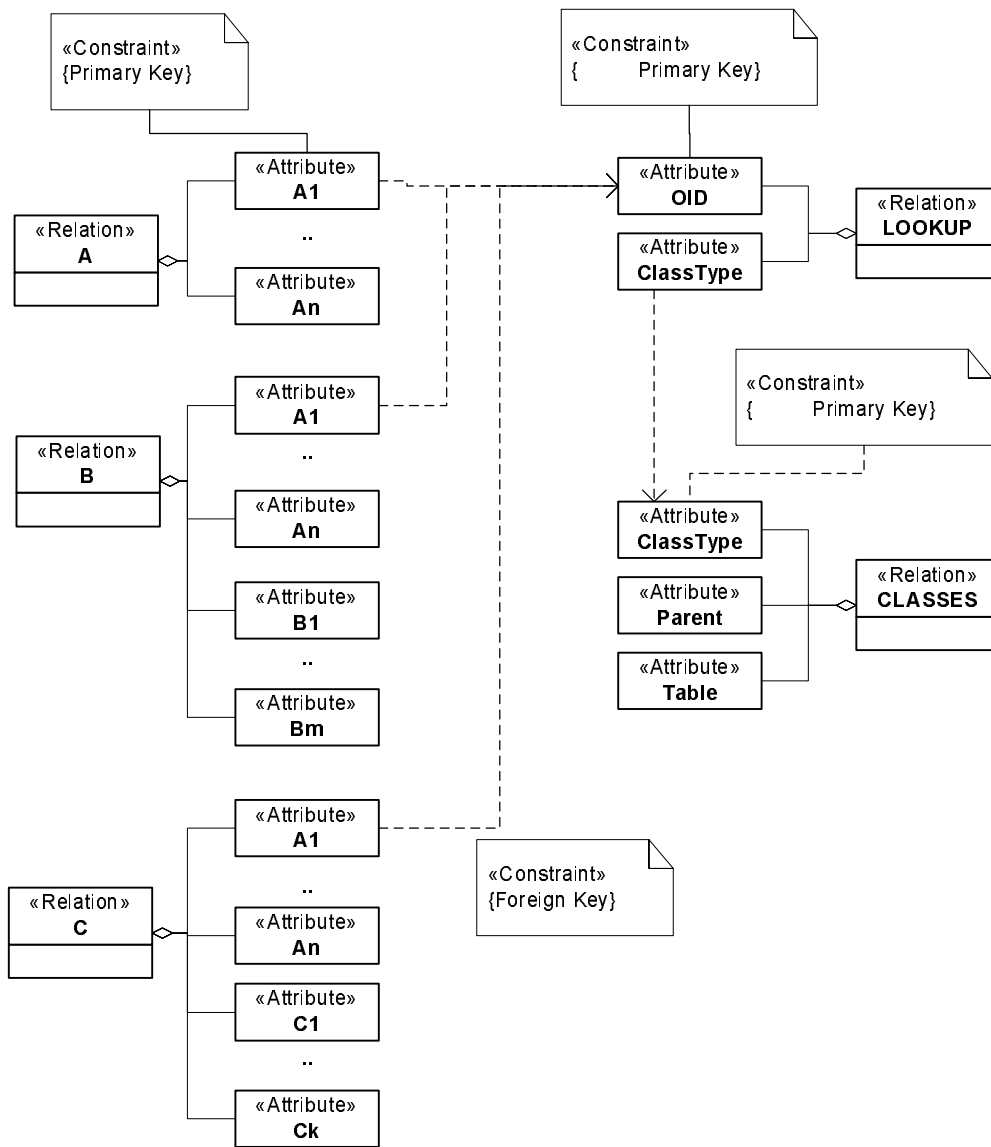 «Constraint»
{Primary Key}
«Constraint»
{ Primary Key}
«Attribute»
A1
..
«Attribute»
An
«Relation»
A
«Attribute»
OID
«Attribute»
ClassType
«Relation»
LOOKUP
«Attribute»
A1
..
«Attribute»
An
«Attribute»
B1
..
«Attribute»
Bm
«Relation»
B
«Constraint»
{ Primary Key}
«Attribute»
ClassType
«Attribute»
Parent
«Attribute»
Table
«Relation»
CLASSES
«Attribute»
A1
..
«Attribute»
An
«Attribute»
C1
..
«Attribute»
Ck
«Relation»
C
«Constraint»
{Foreign Key}